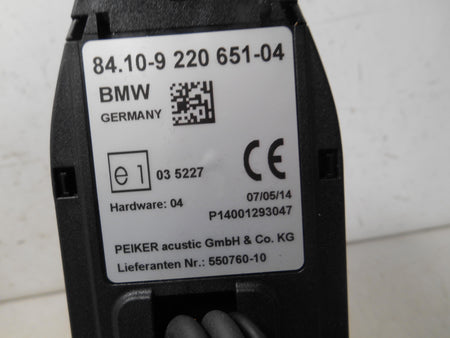 84.10-9 220 651-04
BMW
GERMANY
e1 03 5227
CE
Hardware: 04
07/05/14
P14001293047
PEIKER acustic GmbH & Co. KG
Lieferanten Nr.: 550760-10